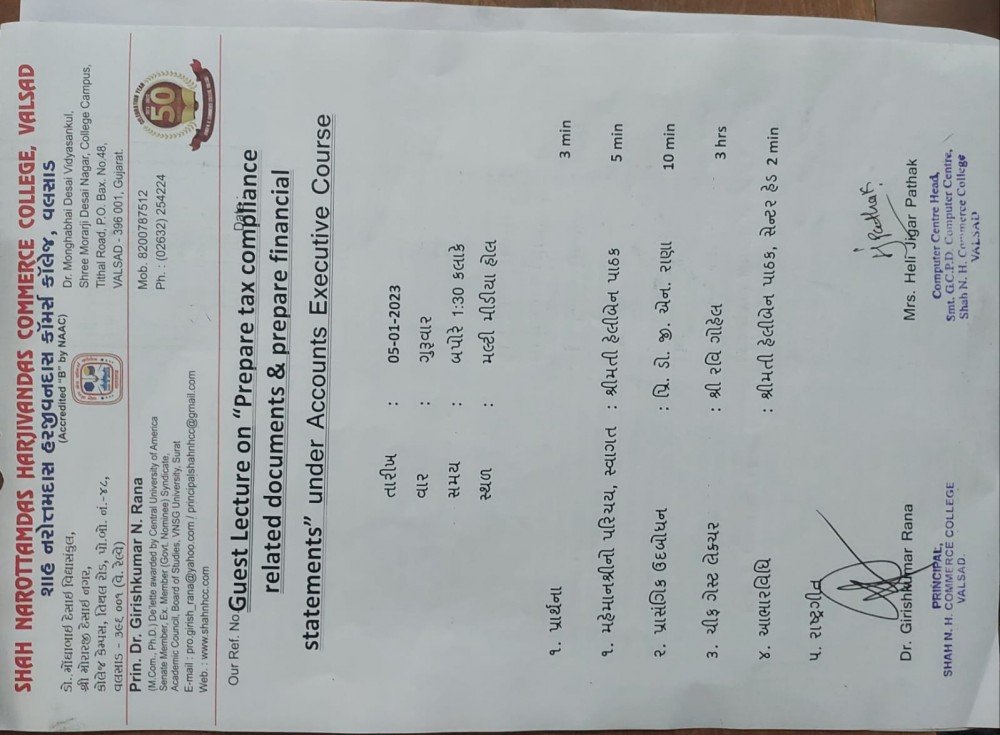 SHAH NAROTTAMDAS HARJIVANDAS COMMERCE COLLEGE, VALSAD
શાહ નરોત્તમદાસ હરજીવનદાસ કૉમર્સ કૉલેજ, વલસાડ
(Accredited "B" by NAAC)
ડૉ. મોંઘાભાઈ દેસાઈ વિદ્યાસંકુલ,
શ્રી મોરારજી દેસાઈ નગર,
કૉલેજ કેમ્પસ, તિથલ રોડ, પો.બૉ. નં.-૪૮,
વલસાડ - ૩૯૬ ૦૦૧ (વે. રેલ્વે)
Dr. Monghabhai Desai Vidyasankul,
Shree Morarji Desai Nagar, College Campus,
Tithal Road, P.O. Bax. No.48,
VALSAD - 396 001, Gujarat.
Prin. Dr. Girishkumar N. Rana
(M.Com., Ph.D.) De'lette awarded by Central University of America
Senate Member, Ex. Member (Govt. Nominee) Syndicate,
Academic Council, Board of Studies, VNSG University, Surat
E-mail : pro.girish_rana@yahoo.com / principalshahnhcc@gmail.com
Web. : www.shahnhcc.com
Mob. 8200787512
Ph. : (02632) 254224
CELEBRATION YEAR
50
Our Ref. No.
Guest Lecture on "Prepare tax compliance
related documents & prepare financial
statements" under Accounts Executive Course
તારીખ : 05-01-2023
વાર : ગુરૂવાર
સમય : બપોરે 1:30 કલાકે
સ્થળ : મલ્ટી મીડીયા હોલ
૧. પ્રાર્થના 3 min
૧. મહેમાનશ્રીનો પરિચય, સ્વાગત : શ્રીમતી હેલીબેન પાઠક 5 min
૨. પ્રાસંગિક ઉદબોધન : પ્રિ. ડો. જી. એન. રાણા 10 min
૩. ચીફ ગેસ્ટ લેક્ચર : શ્રી રવિ ગોહેલ 3 hrs
૪. આભારવિધિ : શ્રીમતી હેલીબેન પાઠક, સેન્ટર હેડ 2 min
૫. રાષ્ટ્રગીત
HJPathak
Dr. Girishkumar Rana
PRINCIPAL,
SHAH N. H. COMMERCE COLLEGE
VALSAD.
Mrs. Heli Jigar Pathak
Computer Centre Head,
Smt. G.C.P.D. Computer Centre,
Shah N. H. Commerce College
VALSAD